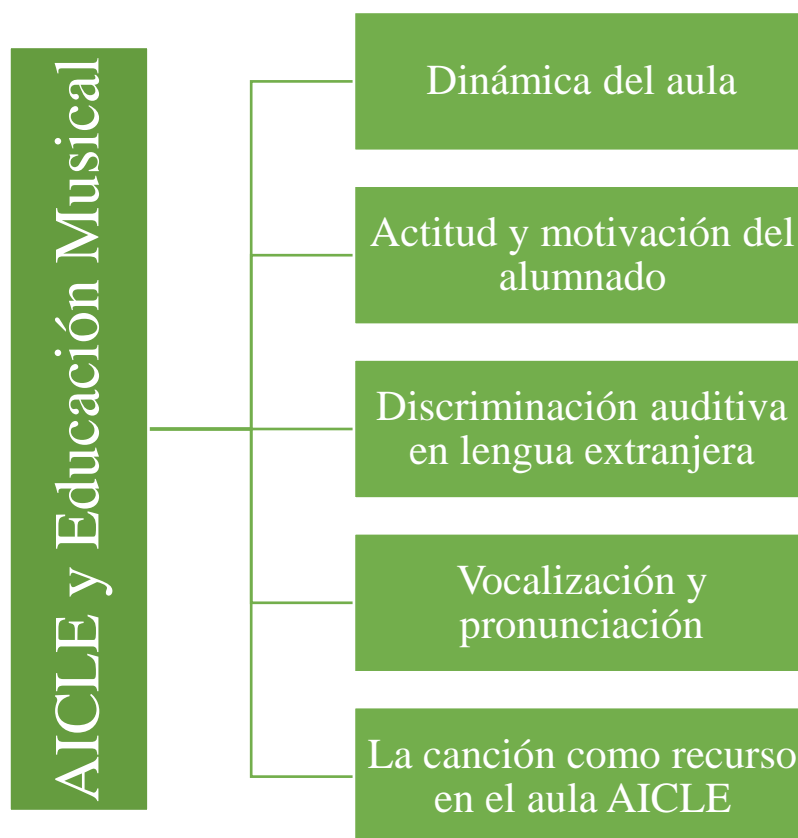 AICLE y Educación Musical
Dinámica del aula
Actitud y motivación del
alumnado
Discriminación auditiva
en lengua extranjera
Vocalización y
pronunciación
La canción como recurso
en el aula AICLE